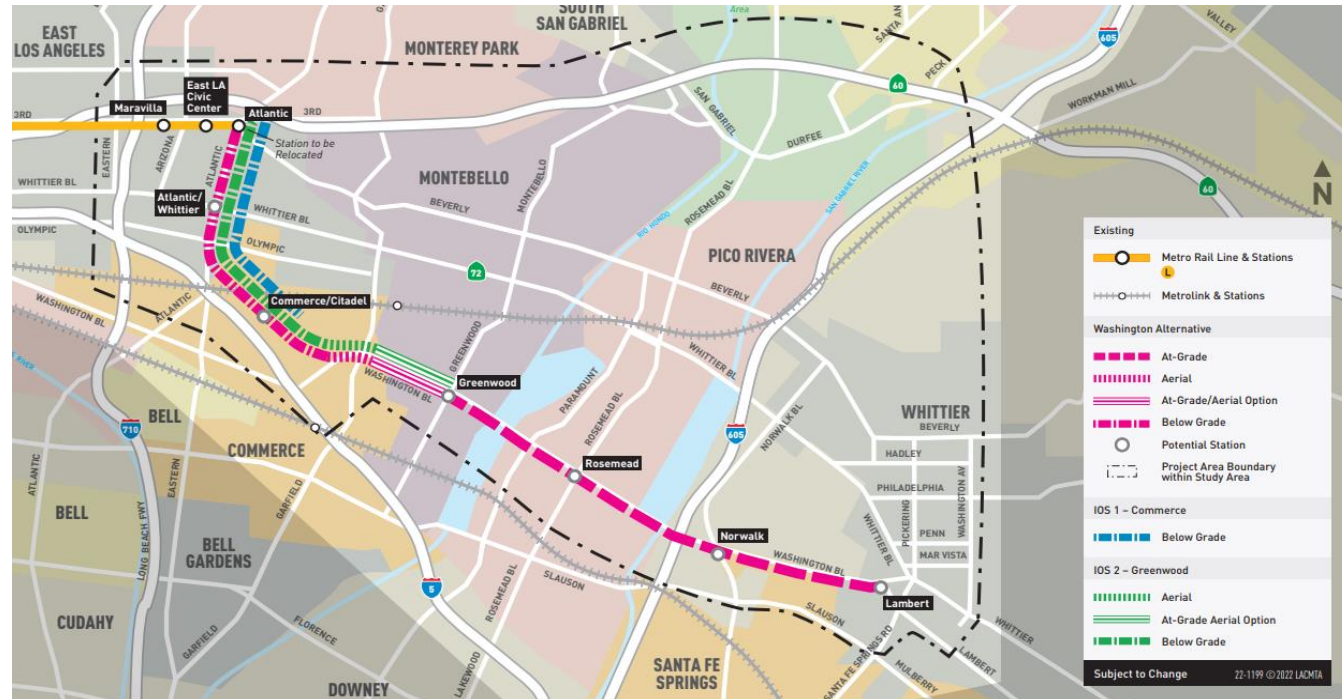 EAST
LOS ANGELES
MONTEREY PARK
SOUTH
SAN GABRIEL
Area
SANTA AN
PECK
605
VALLEY
WORKMAN MILL
60
East LA
Civic
Center
Maravilla
Atlantic
3RD
3RD
Station to be
Relocated
EASTERN
ARIZONA
ATLANTIC
SAN GABRIEL
DURFEE
MONTEBELLO
MONTEBELLO
WHITTIER BL
Atlantic/
Whittier
WHITTIER BL
BEVERLY
RIO HONDO
ROSEMEAD BL
SAN GABRIEL RIVER
60
N
OLYMPIC
OLYMPIC
72
PICO RIVERA
BEVERLY
Commerce/Citadel
WASHINGTON BL
ATLANTIC
GREENWOOD
WHITTIER BL
WASHINGTON BL
Greenwood
PARAMOUNT
ROSEMEAD BL
605
NORWALK BL
WHITTIER
BEVERLY
BELL
710
COMMERCE
HADLEY
PHILADELPHIA
ATLANTIC
EASTERN
GARFIELD
Rosemead
WHITTIER BL
PICKERING
WASHINGTON AV
PENN
MAR VISTA
BELL
BELL
GARDENS
LONG BEACH FWY
Norwalk
WASHINGTON BL
SLAUSON
ROSEMEAD BL
5
Lambert
SLAUSON
WHITTIER
LAMBERT
CUDAHY
GARFIELD
FLORENCE
LAKEWOOD
SANTA FE
SPRINGS
SANTA FE SPRINGS RD
MULBERRY
DOWNEY
Existing
Metro Rail Line & Stations
L
Metrolink & Stations
Washington Alternative
At-Grade
Aerial
At-Grade/Aerial Option
Below Grade
Potential Station
Project Area Boundary
within Study Area
IOS 1 – Commerce
Below Grade
IOS 2 – Greenwood
Aerial
At-Grade Aerial Option
Below Grade
Subject to Change
22-1199 ©2022 LACMTA